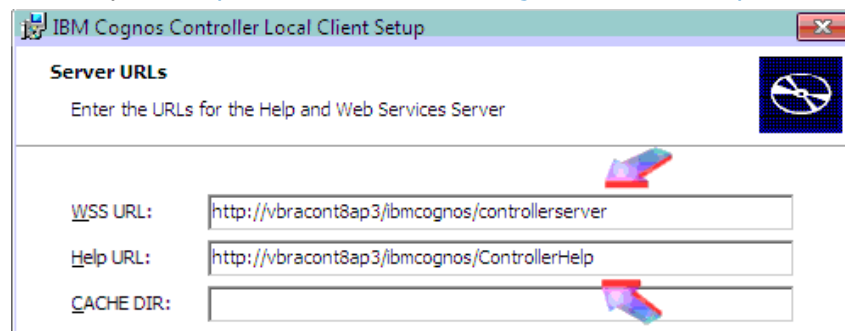 IBM Cognos Controller Local Client Setup
Server URLs
Enter the URLs for the Help and Web Services Server
WSS URL: http://vbracont8ap3/ibmcognos/controllerserver
Help URL: http://vbracont8ap3/ibmcognos/ControllerHelp
CACHE DIR: